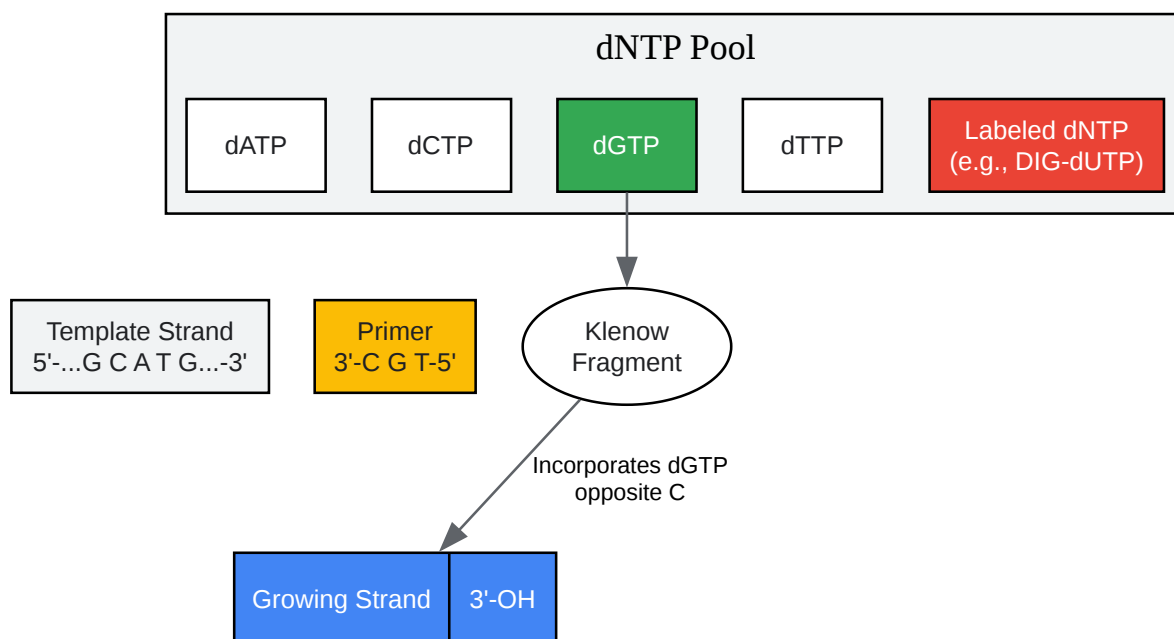 dNTP Pool
dATP
dCTP
dGTP
dTTP
Labeled dNTP
(e.g., DIG-dUTP)
Template Strand
5'-...G C A T G...-3'
Primer
3'-C G T-5'
Klenow
Fragment
Incorporates dGTP
opposite C
Growing Strand
3'-OH